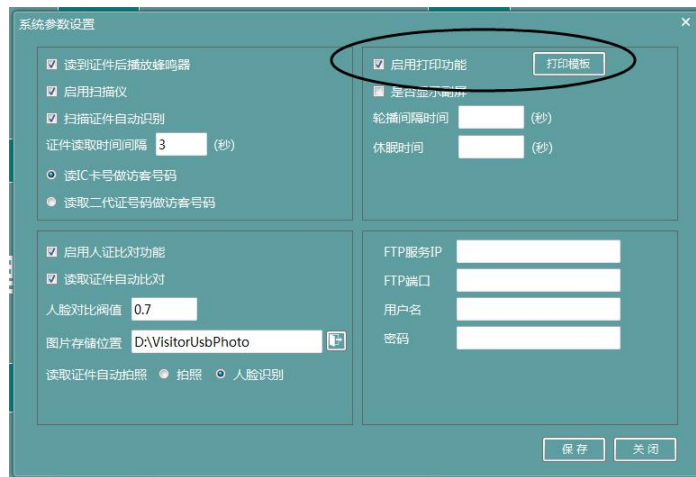 系统参数设置
读到证件后播放蜂鸣器
启用扫描仪
扫描证件自动识别
证件读取时间间隔 3 (秒)
读IC卡号做访客号码
读取二代证号码做访客号码
启用打印功能 打印模板
是否显示副屏
轮播间隔时间 (秒)
休眠时间 (秒)
启用人证比对功能
读取证件自动比对
人脸对比阀值 0.7
图片存储位置 D:\VisitorUsbPhoto
读取证件自动拍照 拍照 人脸识别
FTP服务IP
FTP端口
用户名
密码
保存 关闭